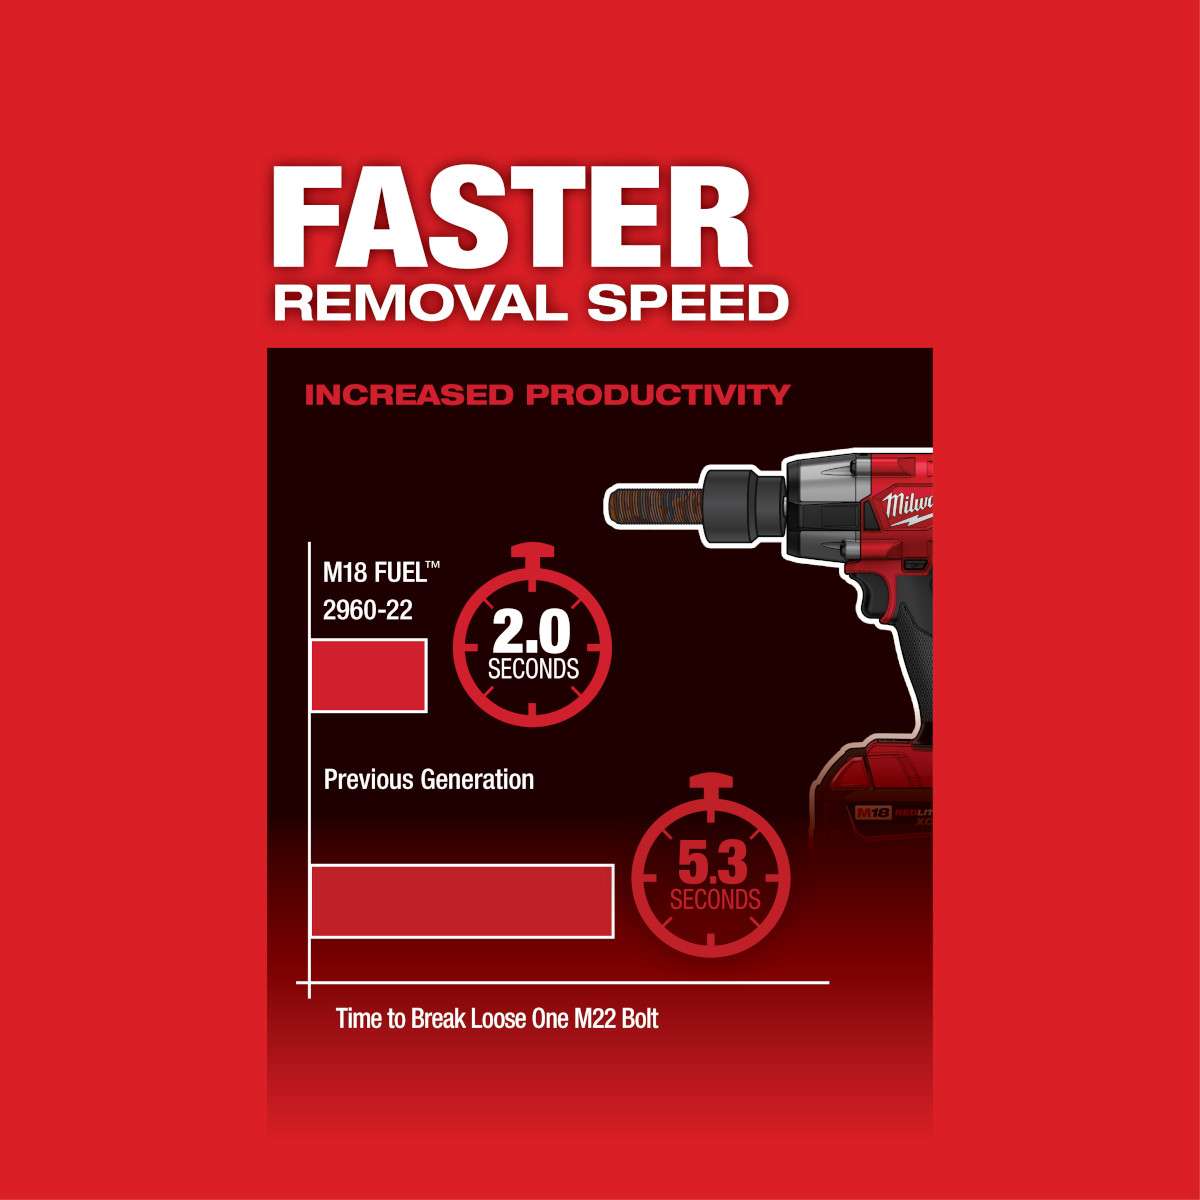 FASTER
REMOVAL SPEED
INCREASED PRODUCTIVITY
M18 FUEL™
2960-22
2.0
SECONDS
Previous Generation
5.3
SECONDS
M18
Time to Break Loose One M22 Bolt